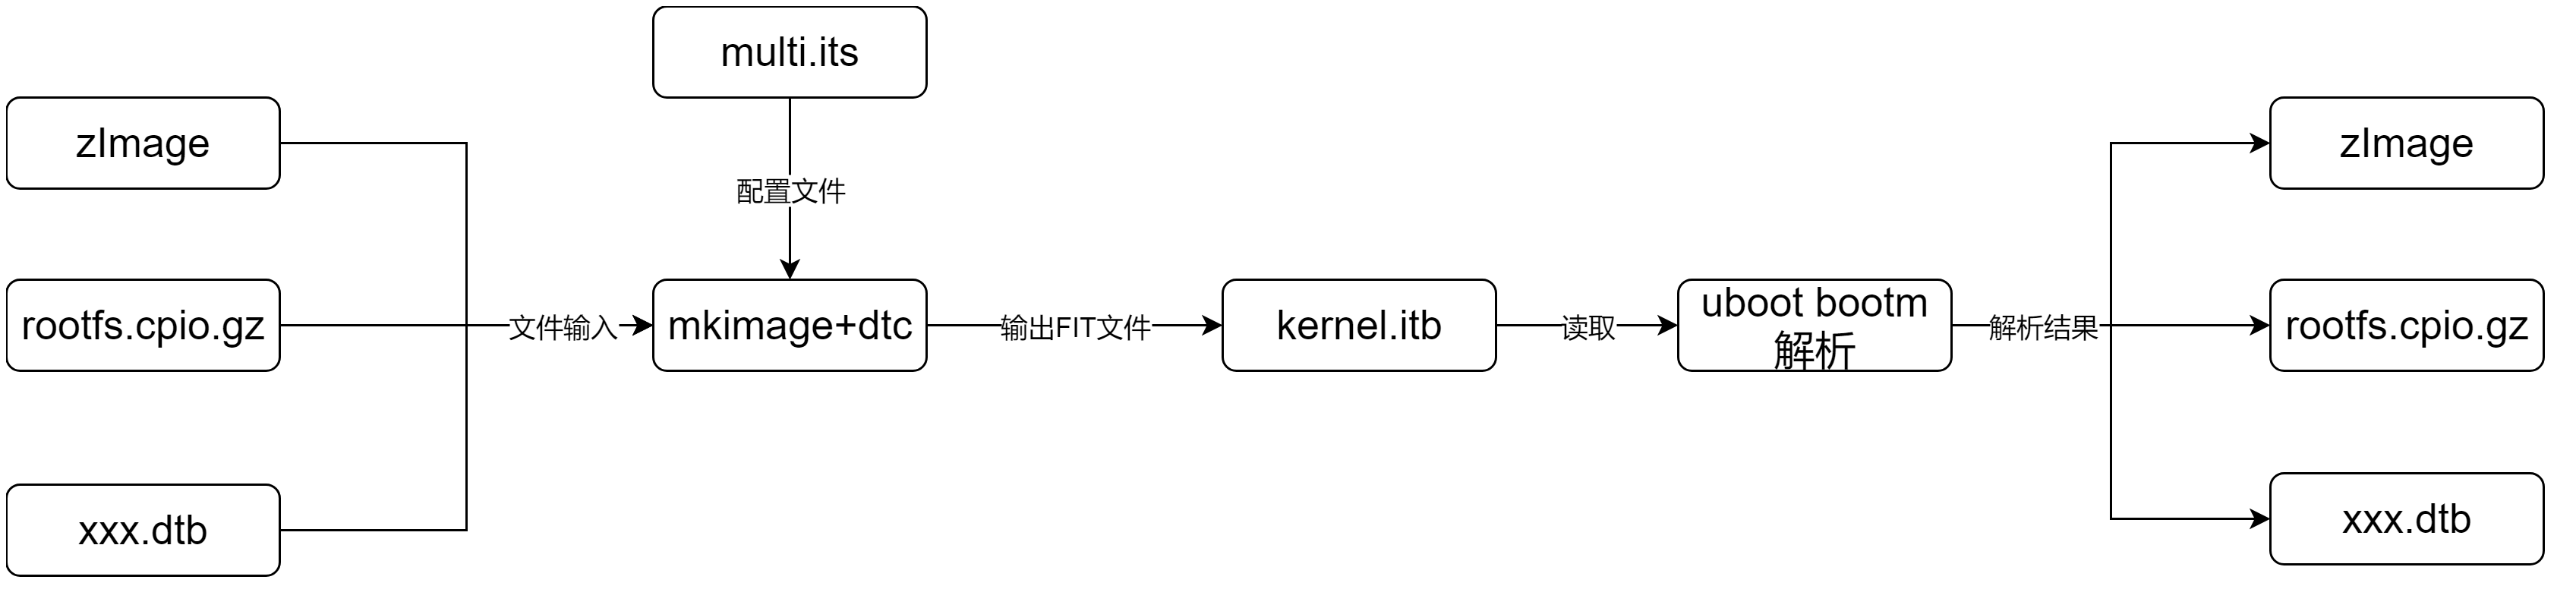 multi.its
zImage
配置文件
rootfs.cpio.gz
文件输入
mkimage+dtc
输出FIT文件
kernel.itb
读取
uboot bootm
解析
解析结果
zImage
rootfs.cpio.gz
xxx.dtb
xxx.dtb